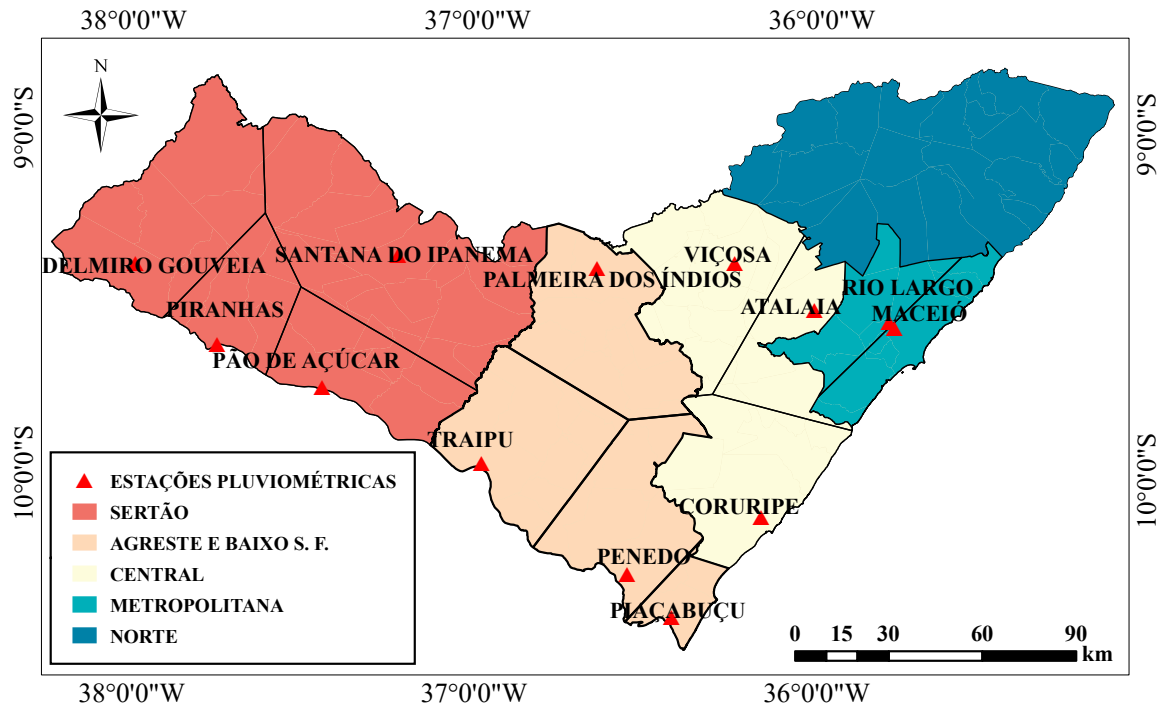 38°0'0"W 37°0'0"W 36°0'0"W
N
9°0'0"S
9°0'0"S
SANTANA DO IPANEMA
VIÇOSA
DELMIRO GOUVEIA
PALMEIRA DOS ÍNDIOS
RIO LARGO
PIRANHAS
ATALAIA
MACEIÓ
PÃO DE AÇÚCAR
TRAIPU
10°0'0"S
10°0'0"S
CORURIPE
PENEDO
PIAÇABUÇU
ESTAÇÕES PLUVIOMÉTRICAS
SERTÃO
AGRESTE E BAIXO S. F.
CENTRAL
METROPOLITANA
NORTE
0 15 30 60 90
km
38°0'0"W 37°0'0"W 36°0'0"W